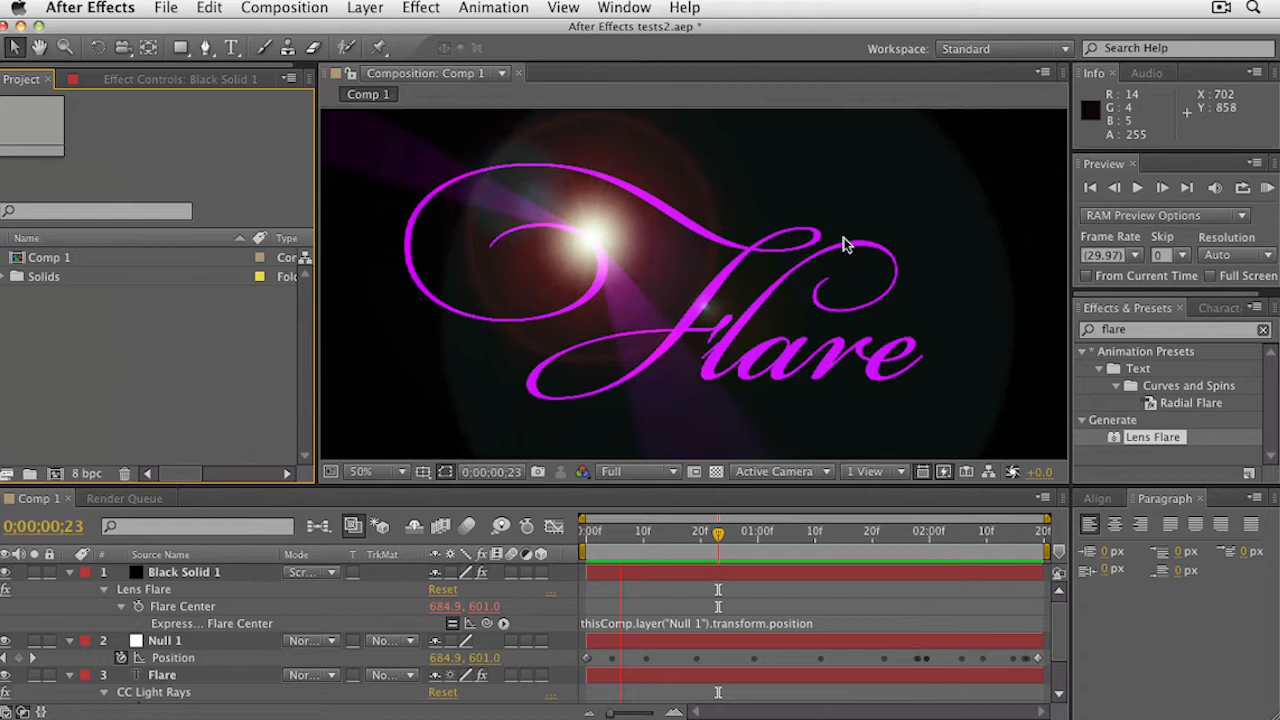 After Effects File Edit Composition Layer Effect Animation View Window Help
After Effects tests2.aep *
Workspace: Standard Search Help
Project Effect Controls: Black Solid 1
Composition: Comp 1
Info Audio
Comp 1
R: 14
G: 4
B: 5
A: 255
X: 702
Y: 858
Preview
RAM Preview Options
Frame Rate Skip Resolution
(29.97) 0 Auto
From Current Time Full Screen
Name Type
Comp 1 Cor
Solids Fold
Flare
Effects & Presets Charact
flare
* Animation Presets
Text
Curves and Spins
Radial Flare
Generate
Lens Flare
8 bpc
50% 0;00;00;23 Full Active Camera 1 View +0.0
Comp 1 Render Queue
Align Paragraph
0;00;00;23
0:00f 10f 20f 01:00f 10f 20f 02:00f 10f 20f
# Source Name Mode T TrkMat
1 Black Solid 1 Scr...
Lens Flare Reset ...
Flare Center 684.9, 601.0
Express... Flare Center thisComp.layer("Null 1").transform.position
2 Null 1 Nor... No...
Position 684.9, 601.0
3 T Flare Nor... No...
CC Light Rays Reset ...
0 px 0 px 0 px
0 px 0 px